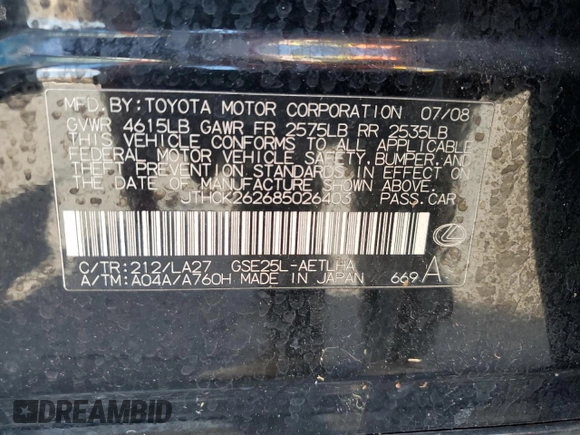 MFD.BY:TOYOTA MOTOR CORPORATION 07/08
GVWR 4615LB GAWR FR 2575LB RR 2535LB
THIS VEHICLE CONFORMS TO ALL APPLICABLE
FEDERAL MOTOR VEHICLE SAFETY,BUMPER,AND
THEFT PREVENTION STANDARDS IN EFFECT ON
THE DATE OF MANUFACTURE SHOWN ABOVE.
JTHCK262685026403 PASS.CAR
C/TR:212/LA27 GSE25L-AETLHA
A/TM:A04A/A760H MADE IN JAPAN 669 A
DREAMBID